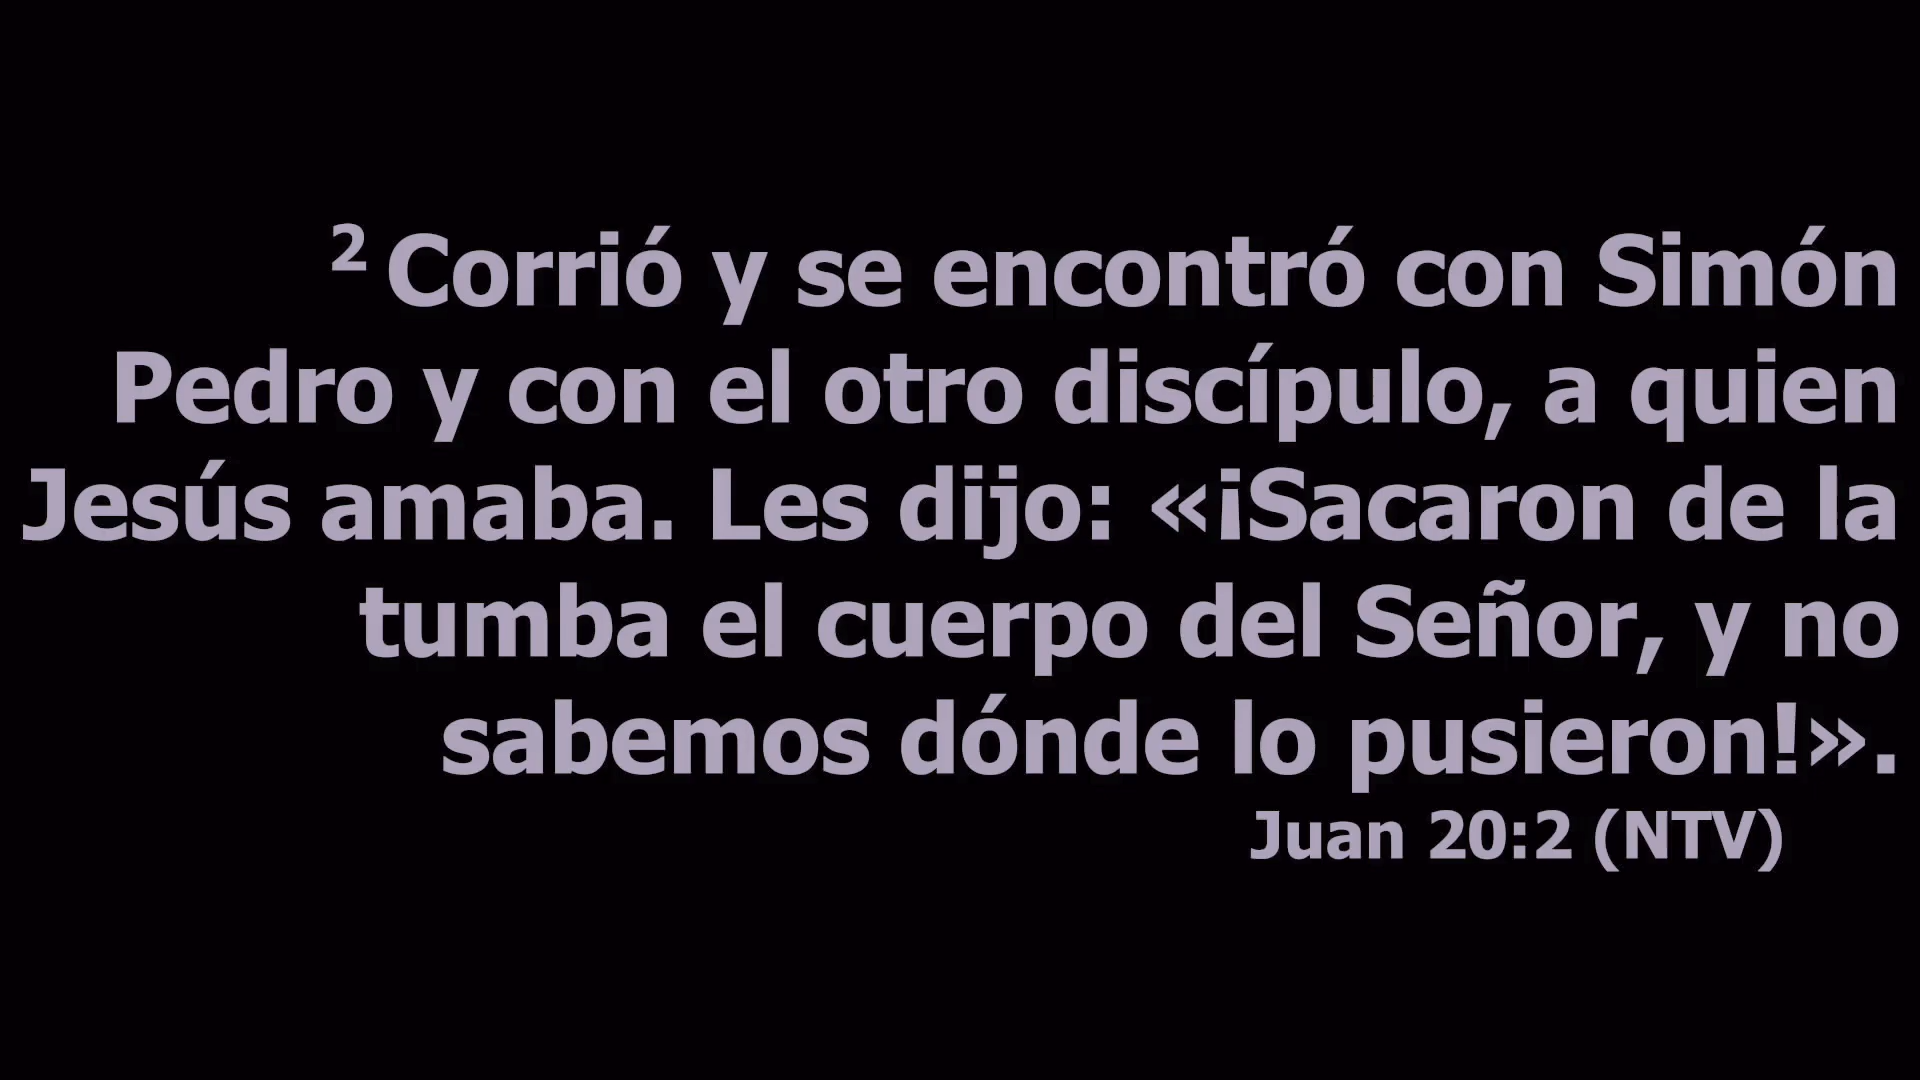 ² Corrió y se encontró con Simón
Pedro y con el otro discípulo, a quien
Jesús amaba. Les dijo: «¡Sacaron de la
tumba el cuerpo del Señor, y no
sabemos dónde lo pusieron!».
Juan 20:2 (NTV)